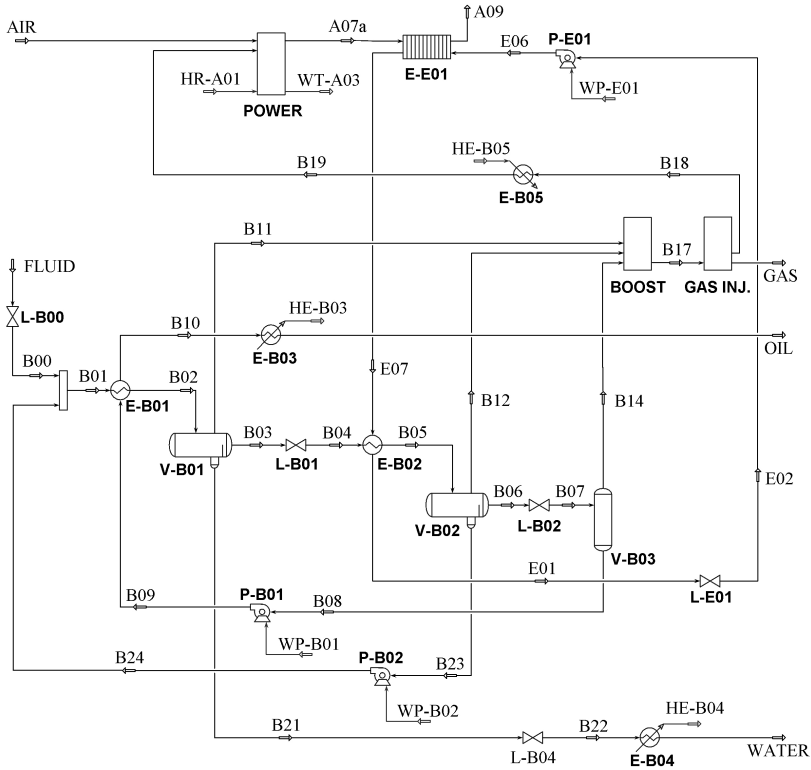 AIR
A07a
A09
E06
P-E01
HR-A01
WT-A03
E-E01
WP-E01
POWER
B19
HE-B05
B18
E-B05
B11
FLUID
B17
GAS
BOOST
GAS INJ.
L-B00
B10
HE-B03
E-B03
OIL
B00
B01
B02
E07
E-B01
B12
B14
B03
B04
B05
V-B01
L-B01
E-B02
E02
B06
B07
V-B02
L-B02
V-B03
E01
L-E01
B09
P-B01
B08
WP-B01
B24
P-B02
B23
WP-B02
HE-B04
B21
B22
L-B04
E-B04
WATER